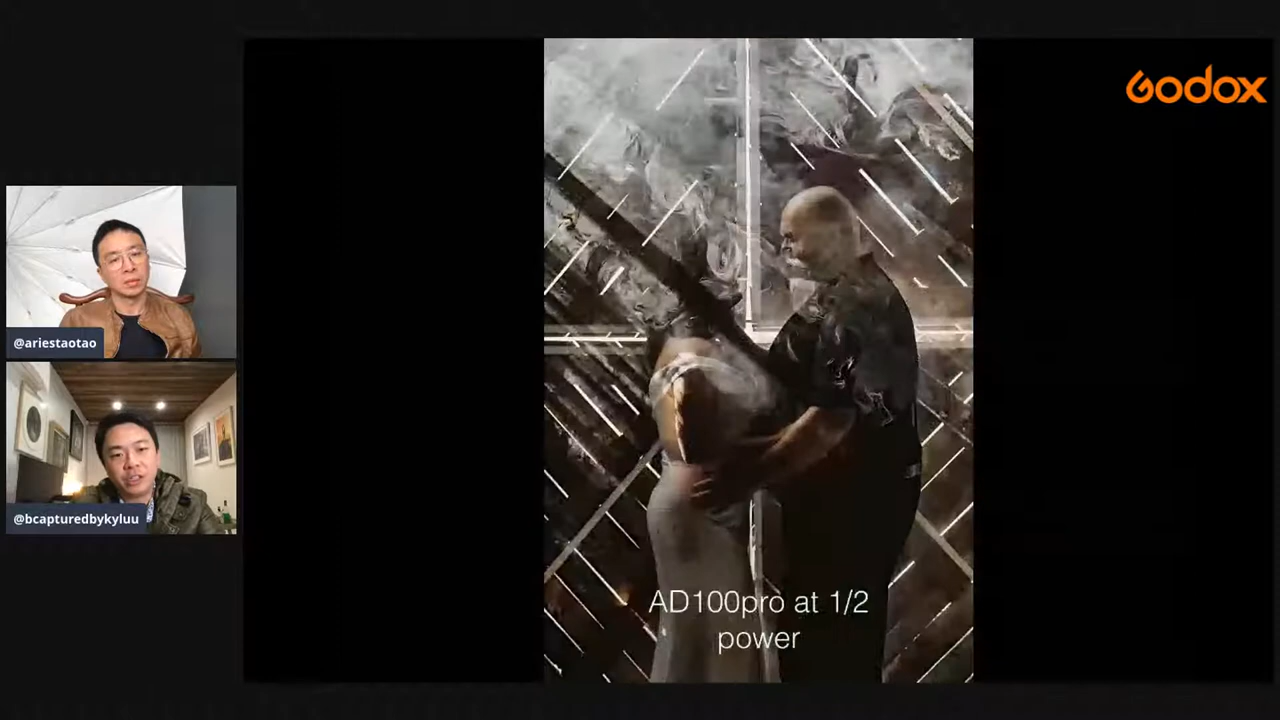 Godox
@ariestaotao
@bcapturedbykyluu
AD100pro at 1/2
power